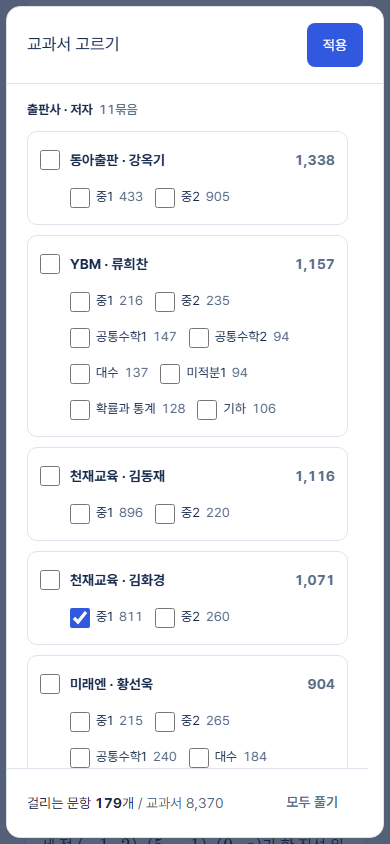 교과서 고르기
적용
출판사 · 저자 11묶음
동아출판 · 강옥기 1,338
중1 433 중2 905
YBM · 류희찬 1,157
중1 216 중2 235
공통수학1 147 공통수학2 94
대수 137 미적분1 94
확률과 통계 128 기하 106
천재교육 · 김동재 1,116
중1 896 중2 220
천재교육 · 김화경 1,071
중1 811 중2 260
미래엔 · 황선욱 904
중1 215 중2 265
공통수학1 240 대수 184
걸리는 문항 179개 / 교과서 8,370
모두 풀기